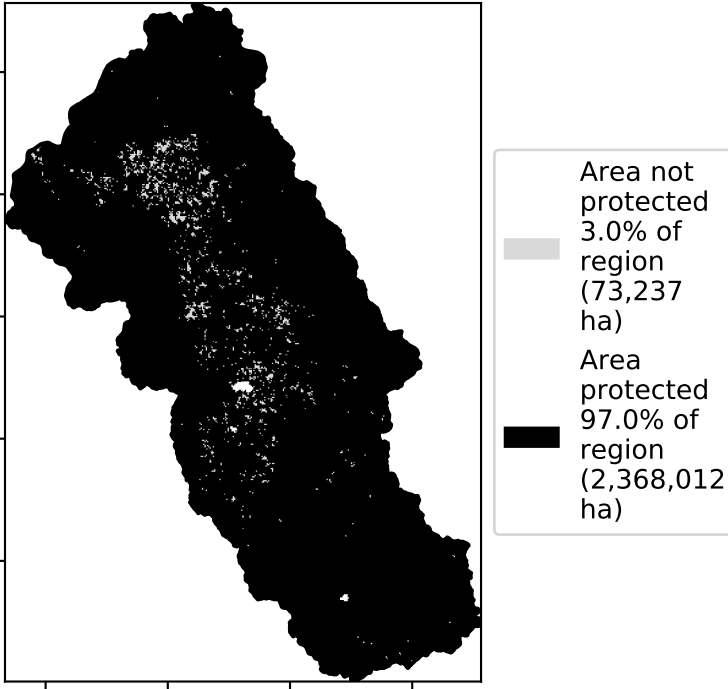 Area not
protected
3.0% of
region
(73,237
ha)
Area
protected
97.0% of
region
(2,368,012
ha)